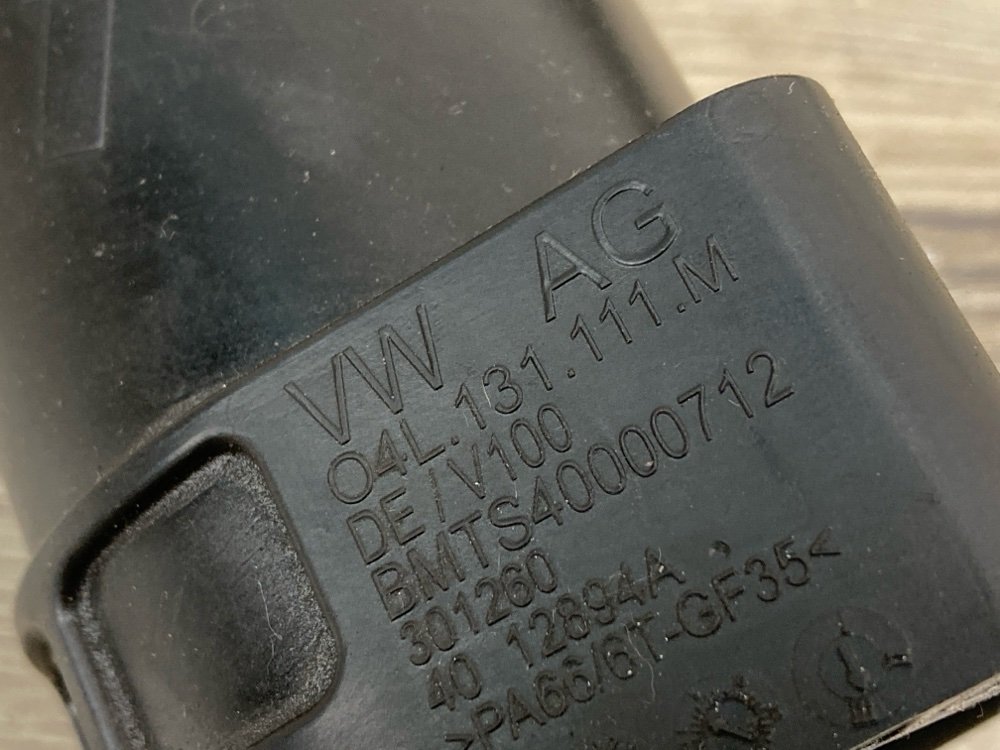 VW AG
04L.131.111.M
DE/V100
BMTS40000712
301260
40 12894A
>PA66/6T-GF35<